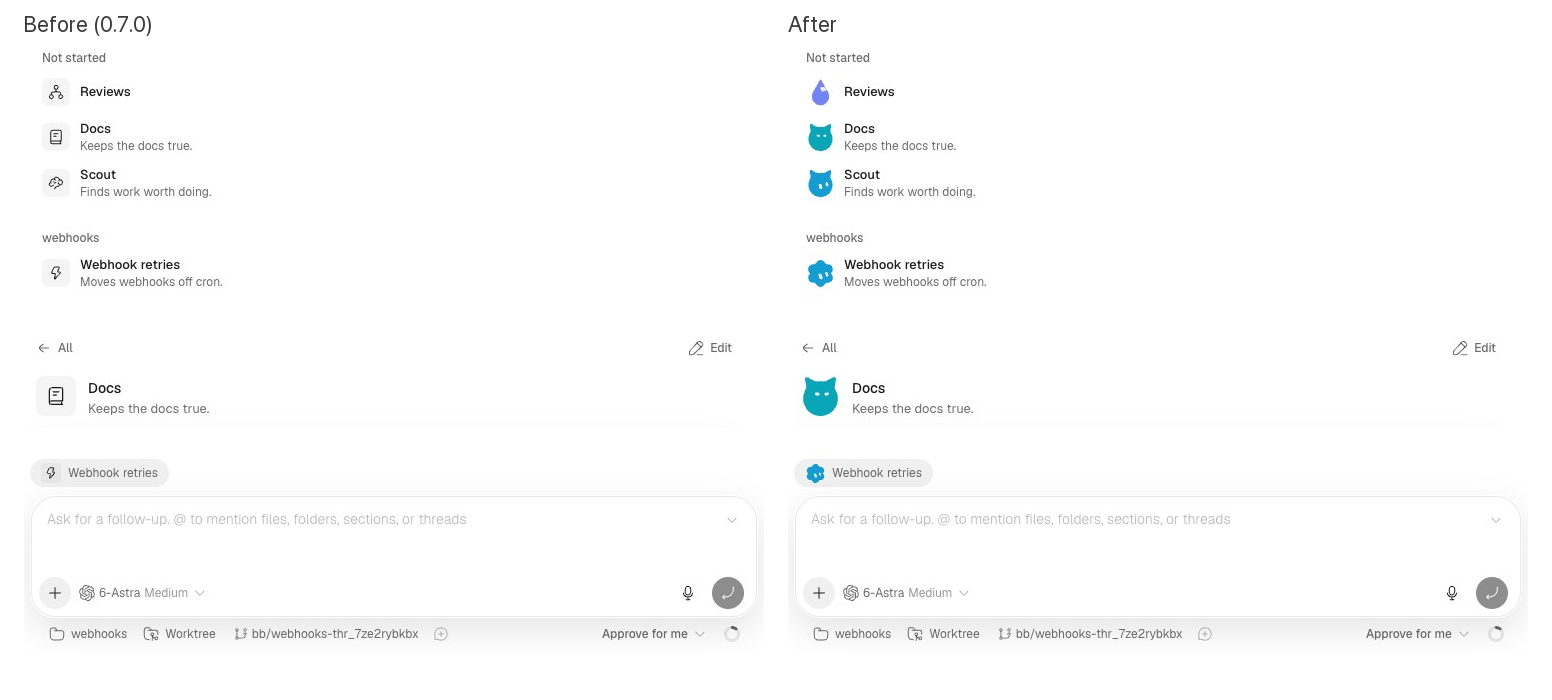 Before (0.7.0)
Not started
Reviews
Docs
Keeps the docs true.
Scout
Finds work worth doing.
webhooks
Webhook retries
Moves webhooks off cron.
All
Edit
Docs
Keeps the docs true.
Webhook retries
Ask for a follow-up. @ to mention files, folders, sections, or threads
6-Astra Medium
webhooks Worktree bb/webhooks-thr_7ze2rybkbx Approve for me
After
Not started
Reviews
Docs
Keeps the docs true.
Scout
Finds work worth doing.
webhooks
Webhook retries
Moves webhooks off cron.
All
Edit
Docs
Keeps the docs true.
Webhook retries
Ask for a follow-up. @ to mention files, folders, sections, or threads
6-Astra Medium
webhooks Worktree bb/webhooks-thr_7ze2rybkbx Approve for me